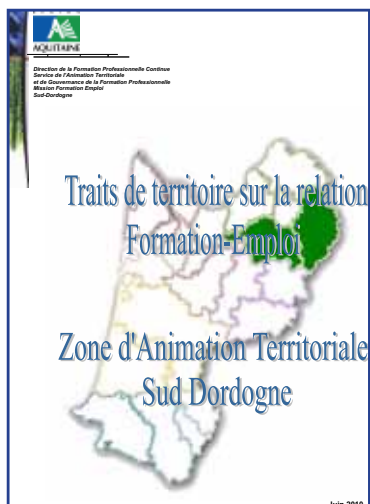 AQUITAINE
Direction de la Formation Professionnelle Continue
Service de l'Animation Territoriale
et de Gouvernance de la Formation Professionnelle
Mission Formation Emploi
Sud-Dordogne
Traits de territoire sur la relation
Formation-Emploi
Zone d'Animation Territoriale
Sud Dordogne
Juin 2010